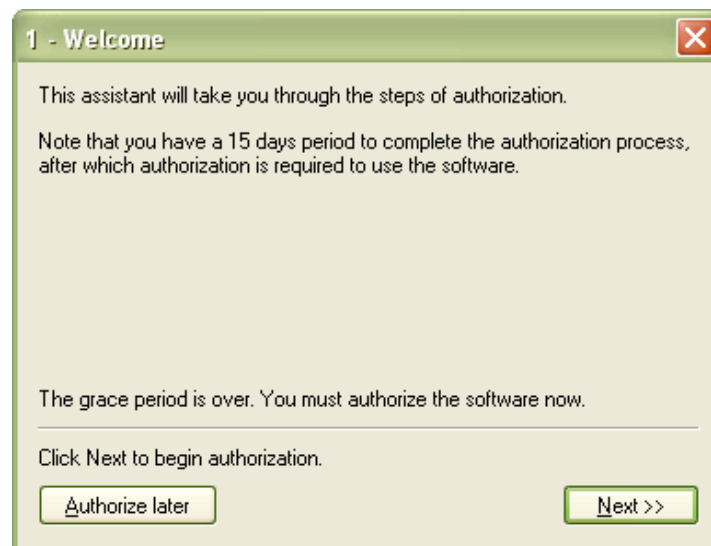 1 - Welcome
This assistant will take you through the steps of authorization.
Note that you have a 15 days period to complete the authorization process,
after which authorization is required to use the software.
The grace period is over. You must authorize the software now.
Click Next to begin authorization.
Authorize later
Next >>